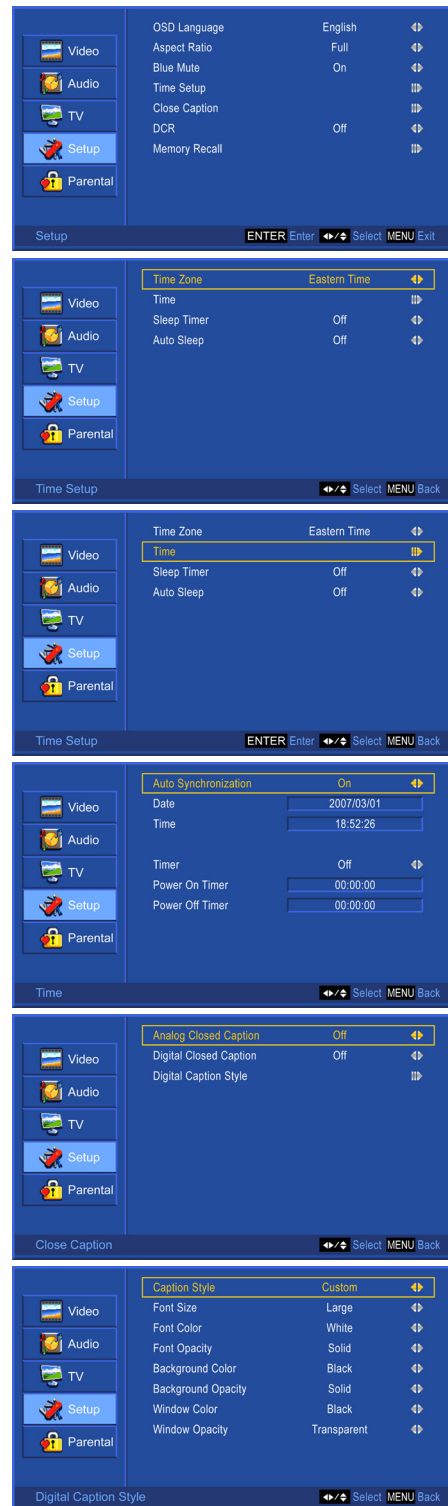 OSD Language English
Video
Aspect Ratio Full
Blue Mute On
Audio
Time Setup
TV
Close Caption
DCR Off
Setup
Memory Recall
Parental
Setup ENTER Enter / Select MENU Exit
Time Zone Eastern Time
Video
Time
Sleep Timer Off
Audio
Auto Sleep Off
TV
Setup
Parental
Time Setup / Select MENU Back
Time Zone Eastern Time
Video
Time
Sleep Timer Off
Audio
Auto Sleep Off
TV
Setup
Parental
Time Setup ENTER Enter / Select MENU Back
Auto Synchronization On
Video
Date 2007/03/01
Time 18:52:26
Audio
TV
Timer Off
Power On Timer 00:00:00
Setup
Power Off Timer 00:00:00
Parental
Time / Select MENU Back
Analog Closed Caption Off
Video
Digital Closed Caption Off
Digital Caption Style
Audio
TV
Setup
Parental
Close Caption / Select MENU Back
Caption Style Custom
Video
Font Size Large
Font Color White
Audio
Font Opacity Solid
TV
Background Color Black
Background Opacity Solid
Setup
Window Color Black
Window Opacity Transparent
Parental
Digital Caption Style / Select MENU Back